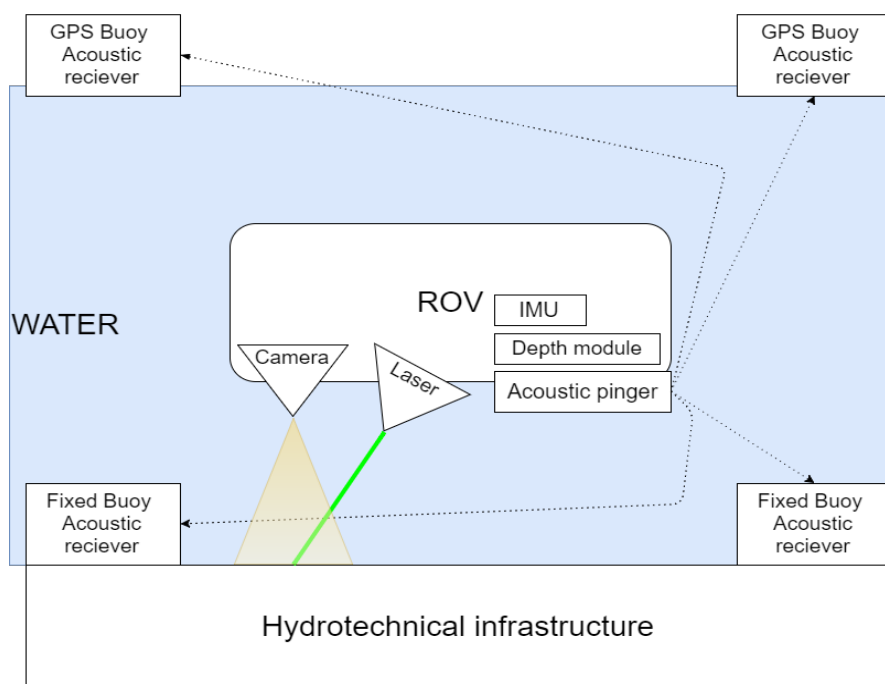 GPS Buoy
Acoustic
reciever
GPS Buoy
Acoustic
reciever
ROV
IMU
WATER
Depth module
Camera
Laser
Acoustic pinger
Fixed Buoy
Acoustic
reciever
Fixed Buoy
Acoustic
reciever
Hydrotechnical infrastructure